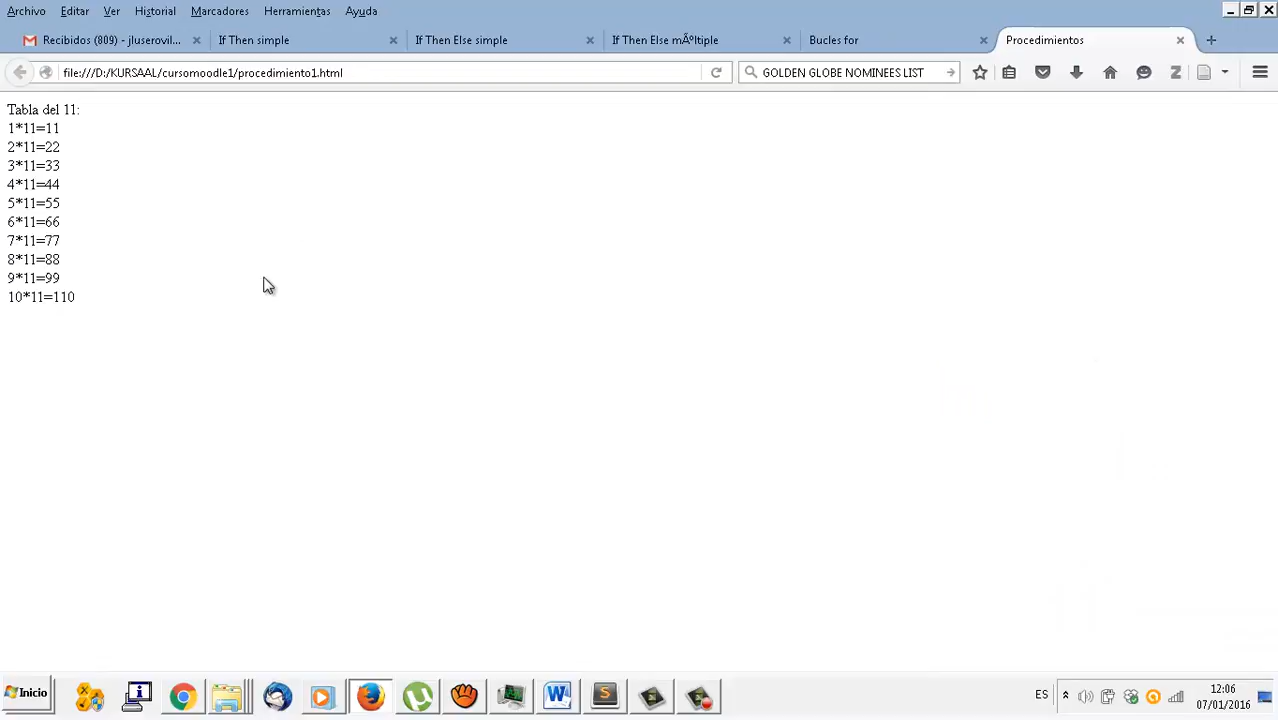 Archivo Editar Ver Historial Marcadores Herramientas Ayuda
Recibidos (809) - jluserovil... If Then simple If Then Else simple If Then Else mÃºltiple Bucles for Procedimientos
file:///D:/KURSAAL/cursomoodle1/procedimiento1.html GOLDEN GLOBE NOMINEES LIST
Tabla del 11:
1*11=11
2*11=22
3*11=33
4*11=44
5*11=55
6*11=66
7*11=77
8*11=88
9*11=99
10*11=110
Inicio ES 12:06
07/01/2016